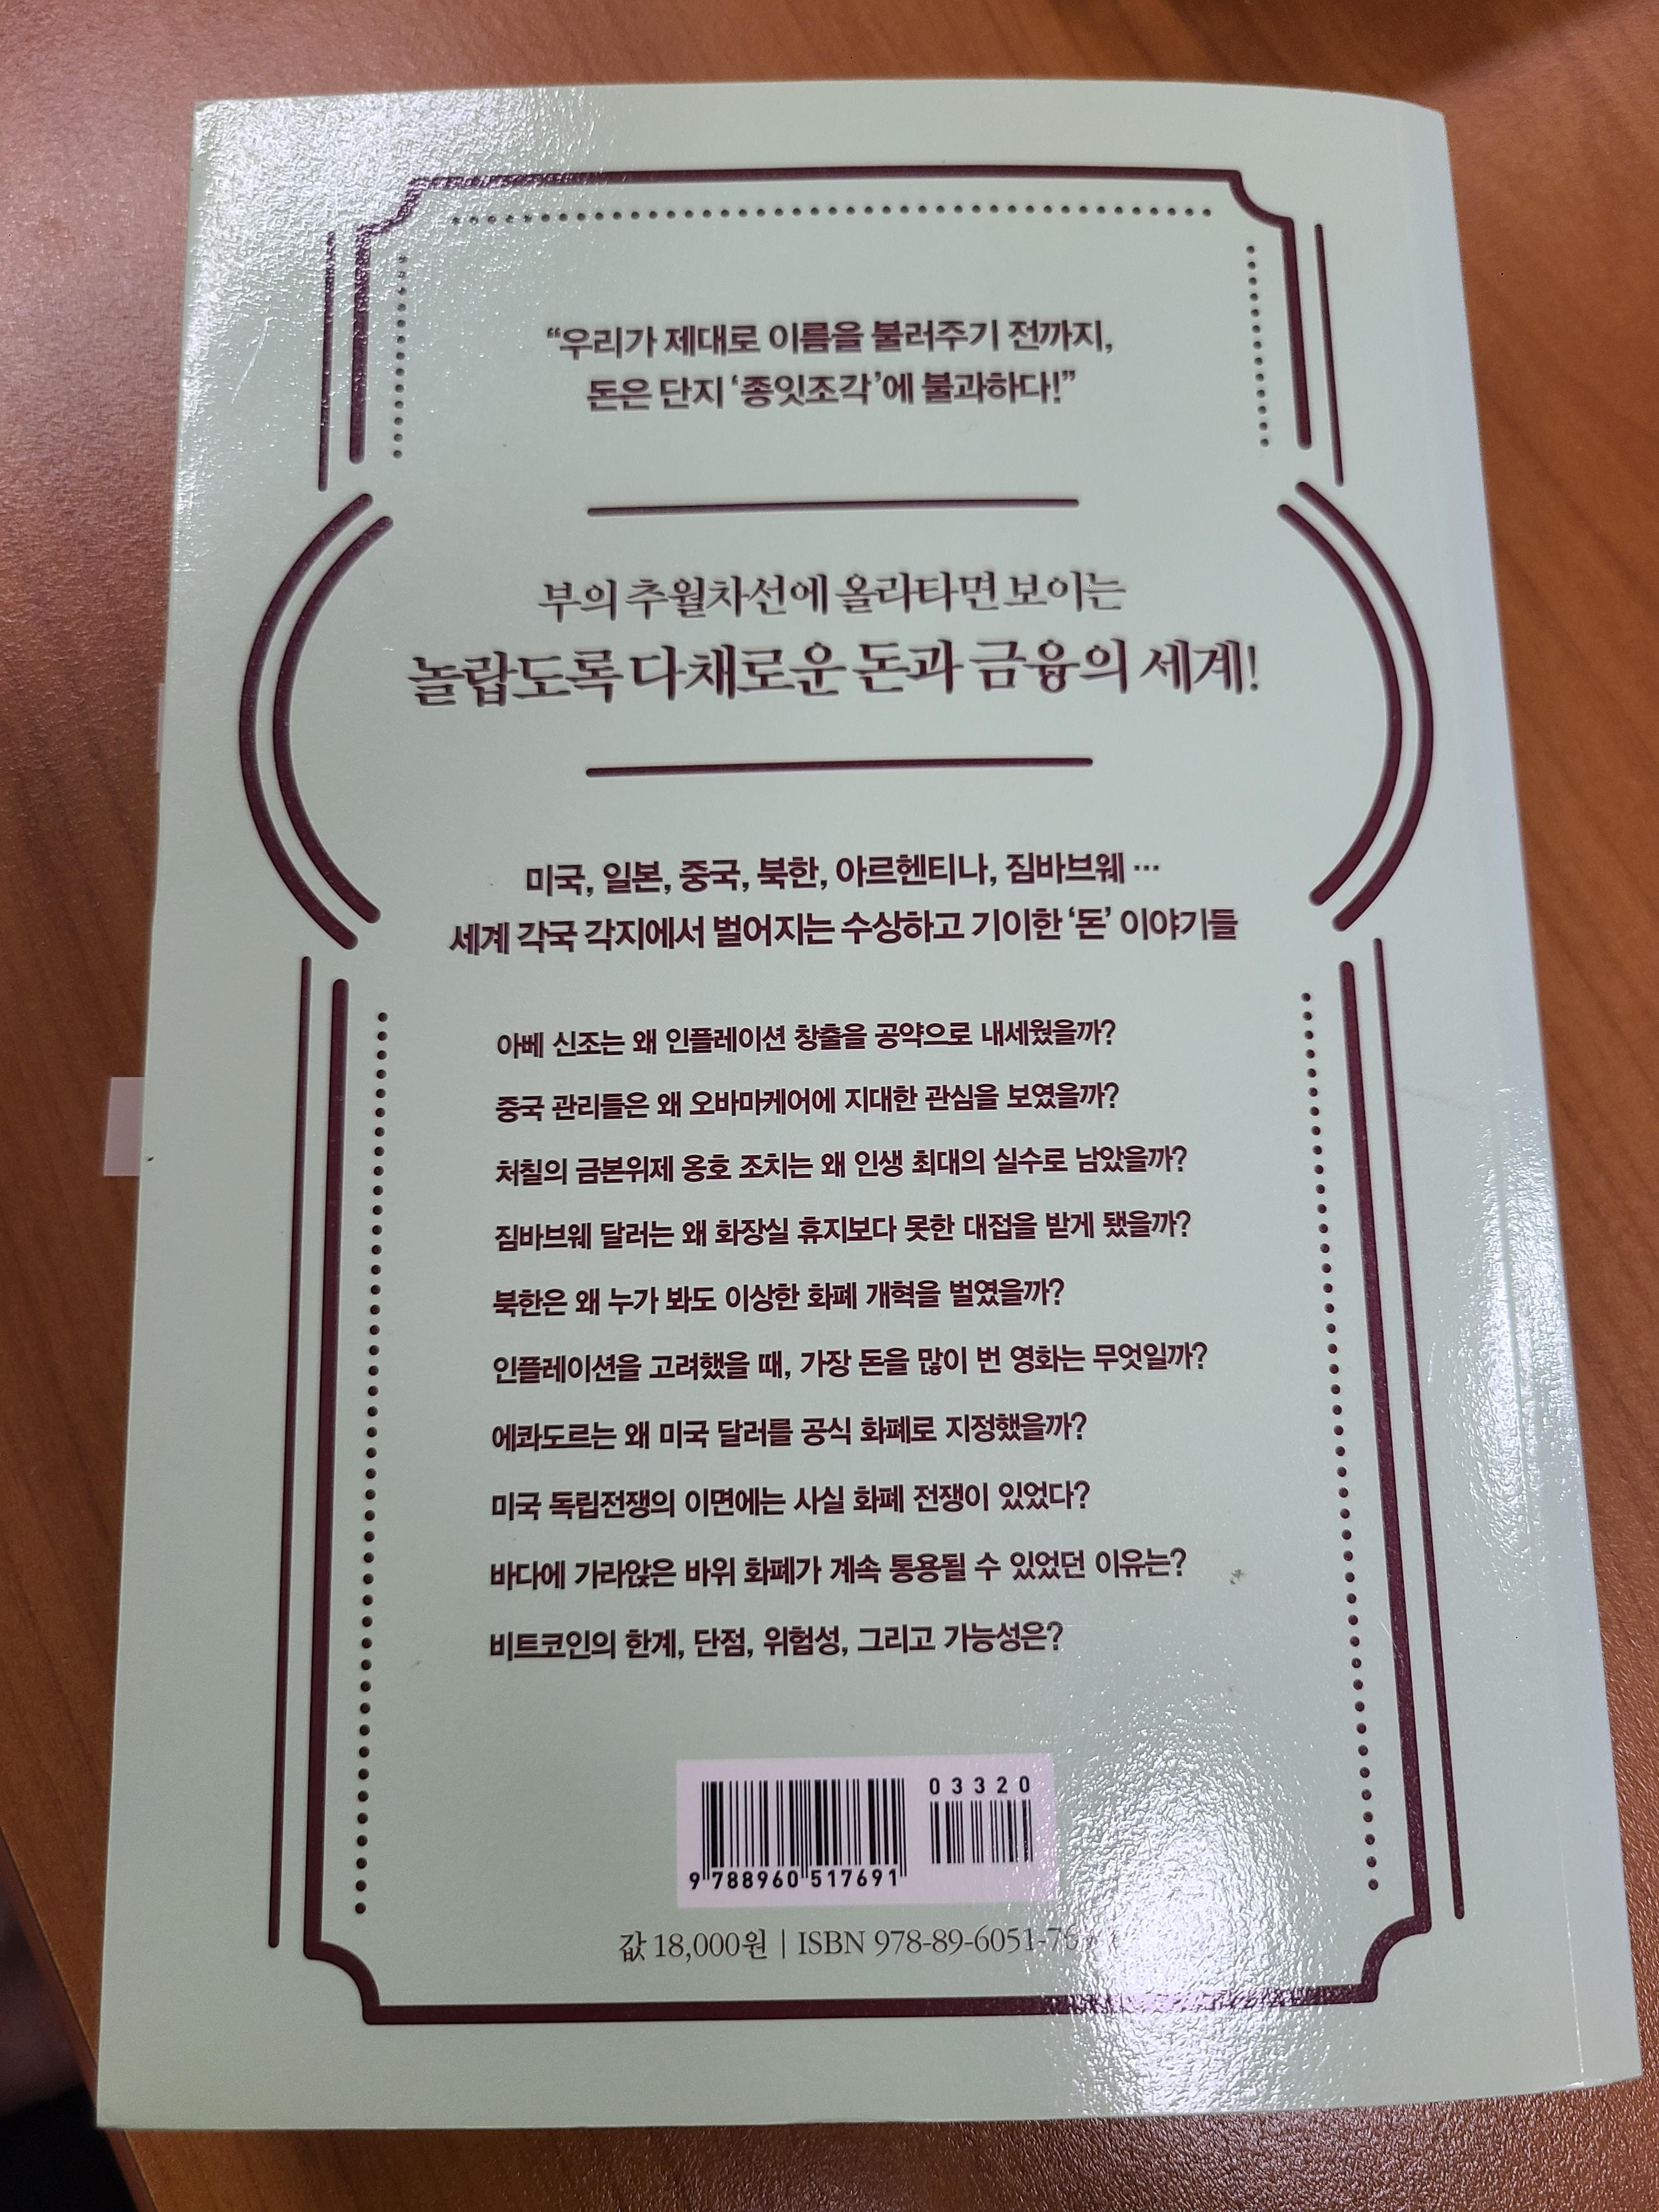 “우리가 제대로 이름을 불러주기 전까지,
돈은 단지 ‘종잇조각’에 불과하다!”
부의 추월차선에 올라타면 보이는
놀랍도록 다채로운 돈과 금융의 세계!
미국, 일본, 중국, 북한, 아르헨티나, 짐바브웨 …
세계 각국 각지에서 벌어지는 수상하고 기이한 ‘돈’ 이야기들
아베 신조는 왜 인플레이션 창출을 공약으로 내세웠을까?
중국 관리들은 왜 오바마케어에 지대한 관심을 보였을까?
처칠의 금본위제 옹호 조치는 왜 인생 최대의 실수로 남았을까?
짐바브웨 달러는 왜 화장실 휴지보다 못한 대접을 받게 됐을까?
북한은 왜 누가 봐도 이상한 화폐 개혁을 벌였을까?
인플레이션을 고려했을 때, 가장 돈을 많이 번 영화는 무엇일까?
에콰도르는 왜 미국 달러를 공식 화폐로 지정했을까?
미국 독립전쟁의 이면에는 사실 화폐 전쟁이 있었다?
바다에 가라앉은 바위 화폐가 계속 통용될 수 있었던 이유는?
비트코인의 한계, 단점, 위험성, 그리고 가능성은?
03320
9 788960 517691
값 18,000원 | ISBN